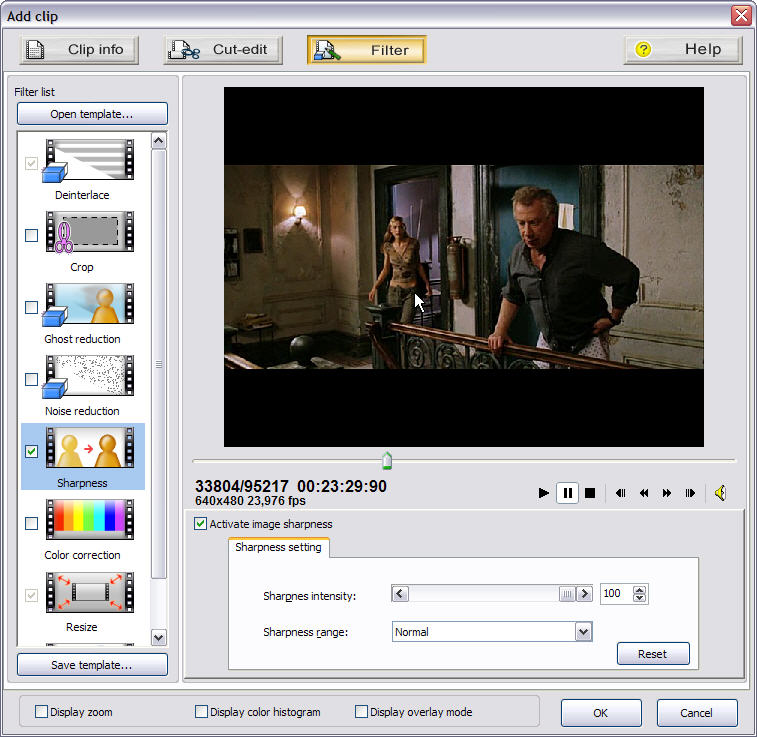 Add clip
Clip info
Cut-edit
Filter
? Help
Filter list
Open template...
Deinterlace
Crop
Ghost reduction
Noise reduction
Sharpness
Color correction
Resize
Save template...
33804/95217 00:23:29:90
640x480 23,976 fps
Activate image sharpness
Sharpness setting
Sharpnes intensity:
100
Sharpness range:
Normal
Reset
Display zoom
Display color histogram
Display overlay mode
OK
Cancel